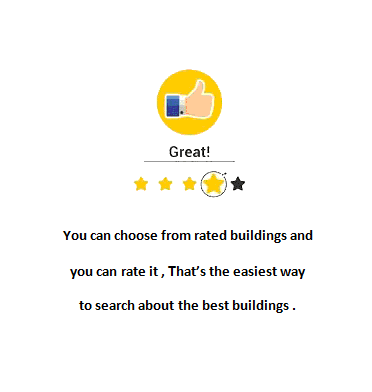 Great!
You can choose from rated buildings and
you can rate it , That's the easiest way
to search about the best buildings .